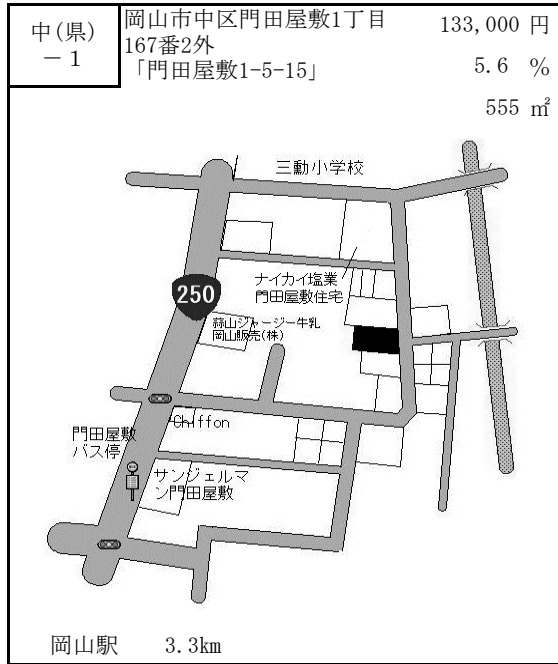 中(県)
－１
岡山市中区門田屋敷1丁目
167番2外
「門田屋敷1-5-15」
133,000 円
5.6 %
555 ㎡
三勲小学校
ナイカイ塩業
門田屋敷住宅
250
蒜山ジャージー牛乳
岡山販売(株)
Chiffon
門田屋敷
バス停
サンジェルマ
ン門田屋敷
岡山駅 3.3km